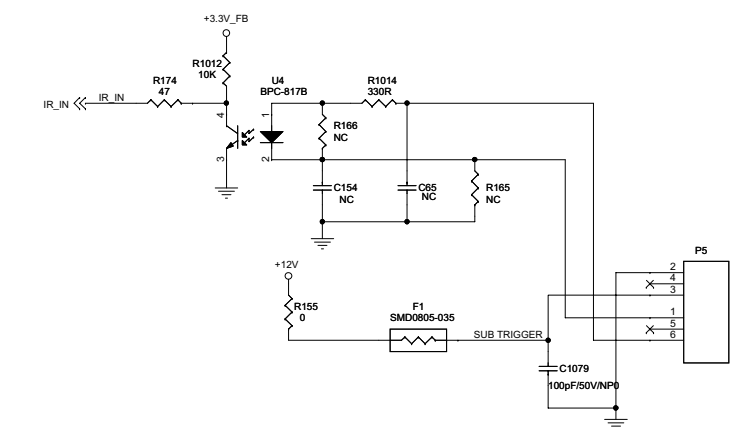 +3.3V_FB
R1012
10K
R174
47
IR_IN
IR_IN
U4
BPC-817B
R1014
330R
4
3
1
2
R166
NC
C154
NC
C65
NC
R165
NC
P5
+12V
R155
0
F1
SMD0805-035
SUB TRIGGER
2
4
3
1
5
6
C1079
100pF/50V/NP0